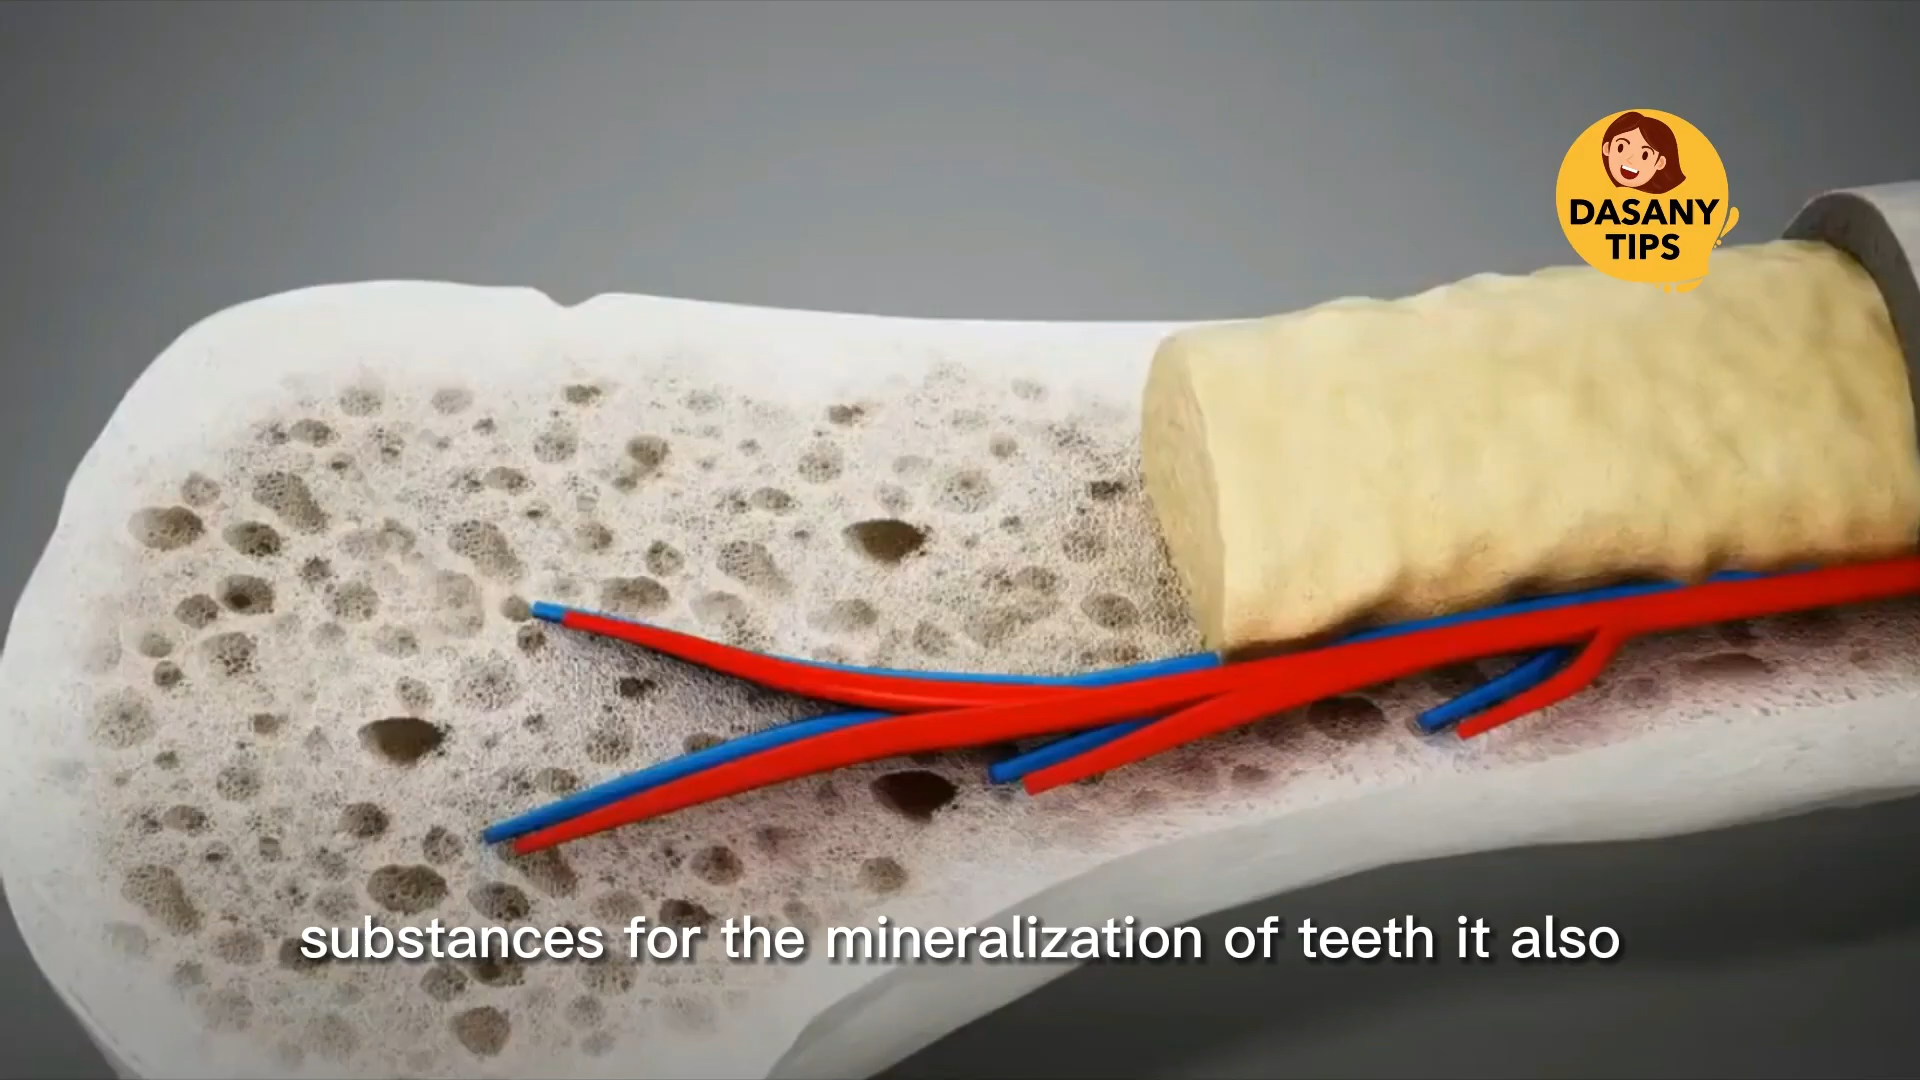 DASANY
TIPS
substances for the mineralization of teeth it also